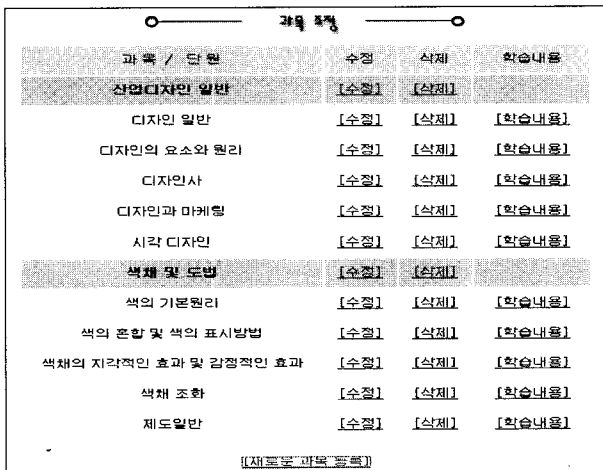 과목 조정
과 목 / 단 원 수정 삭제 학습내용
산업디자인 일반 [수정] [삭제]
디자인 일반 [수정] [삭제] [학습내용]
디자인의 요소와 원리 [수정] [삭제] [학습내용]
디자인사 [수정] [삭제] [학습내용]
디자인과 마케팅 [수정] [삭제] [학습내용]
시각 디자인 [수정] [삭제] [학습내용]
색채 및 도법 [수정] [삭제]
색의 기본원리 [수정] [삭제] [학습내용]
색의 혼합 및 색의 표시방법 [수정] [삭제] [학습내용]
색채의 지각적인 효과 및 감정적인 효과 [수정] [삭제] [학습내용]
색채 조화 [수정] [삭제] [학습내용]
제도일반 [수정] [삭제] [학습내용]
[새로운 과목 등록]